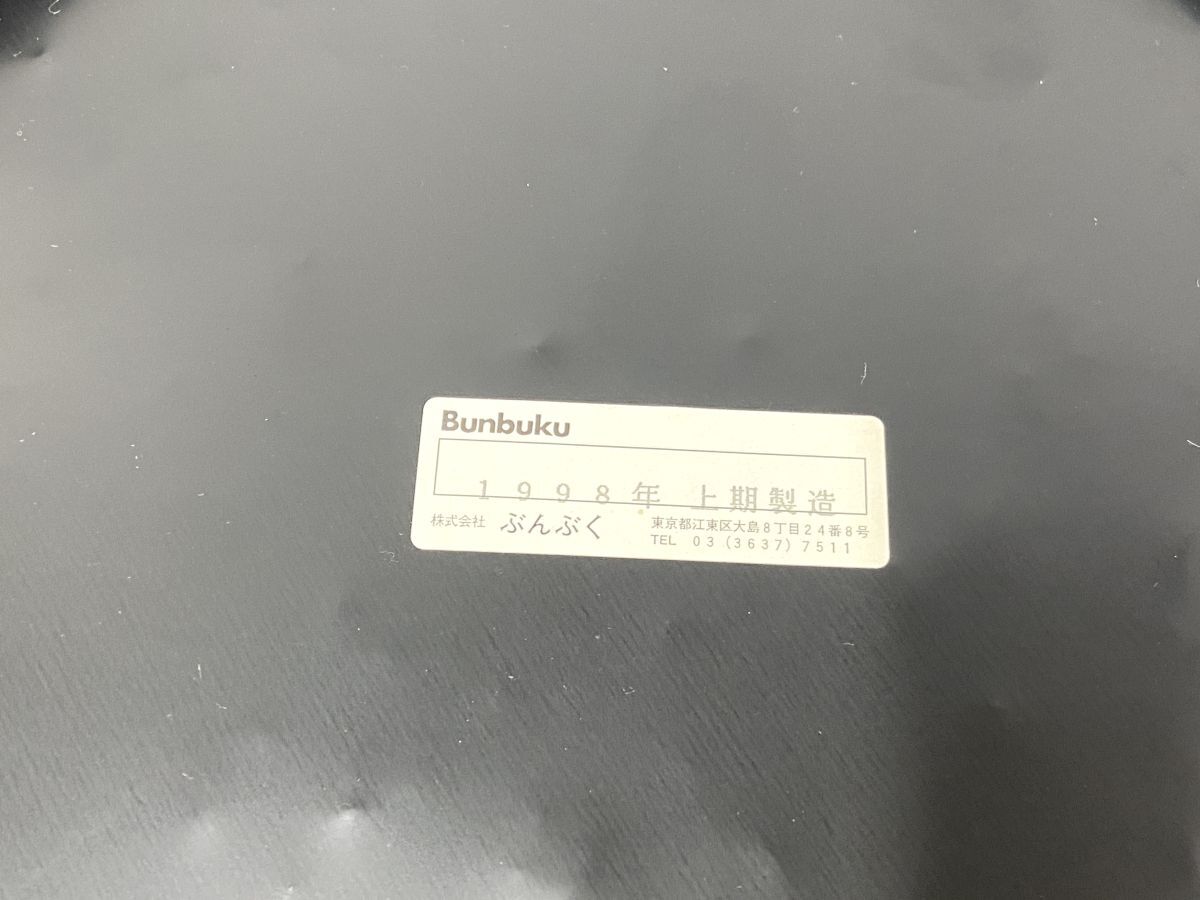 Bunbuku
1998年 上期製造
株式会社 ぶんぶく 東京都江東区大島8丁目24番8号
TEL 03(3637)7511